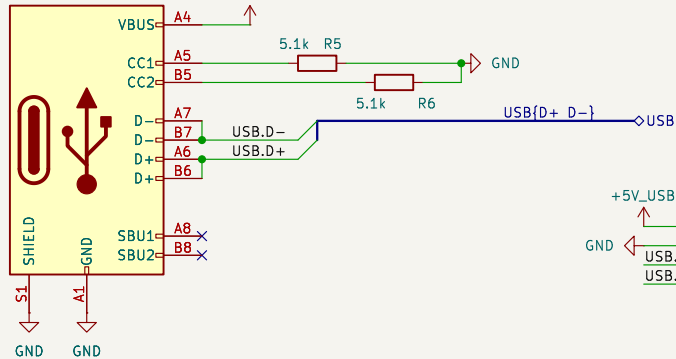 VBUS A4
5.1k R5
CC1 A5
GND
CC2 B5
5.1k R6
D- A7
USB{D+ D-}
USB
D- B7
USB.D-
D+ A6
USB.D+
D+ B6
+5V_USB
SBU1 A8
SBU2 B8
GND
USB.
USB.
SHIELD
GND
S1
A1
GND
GND